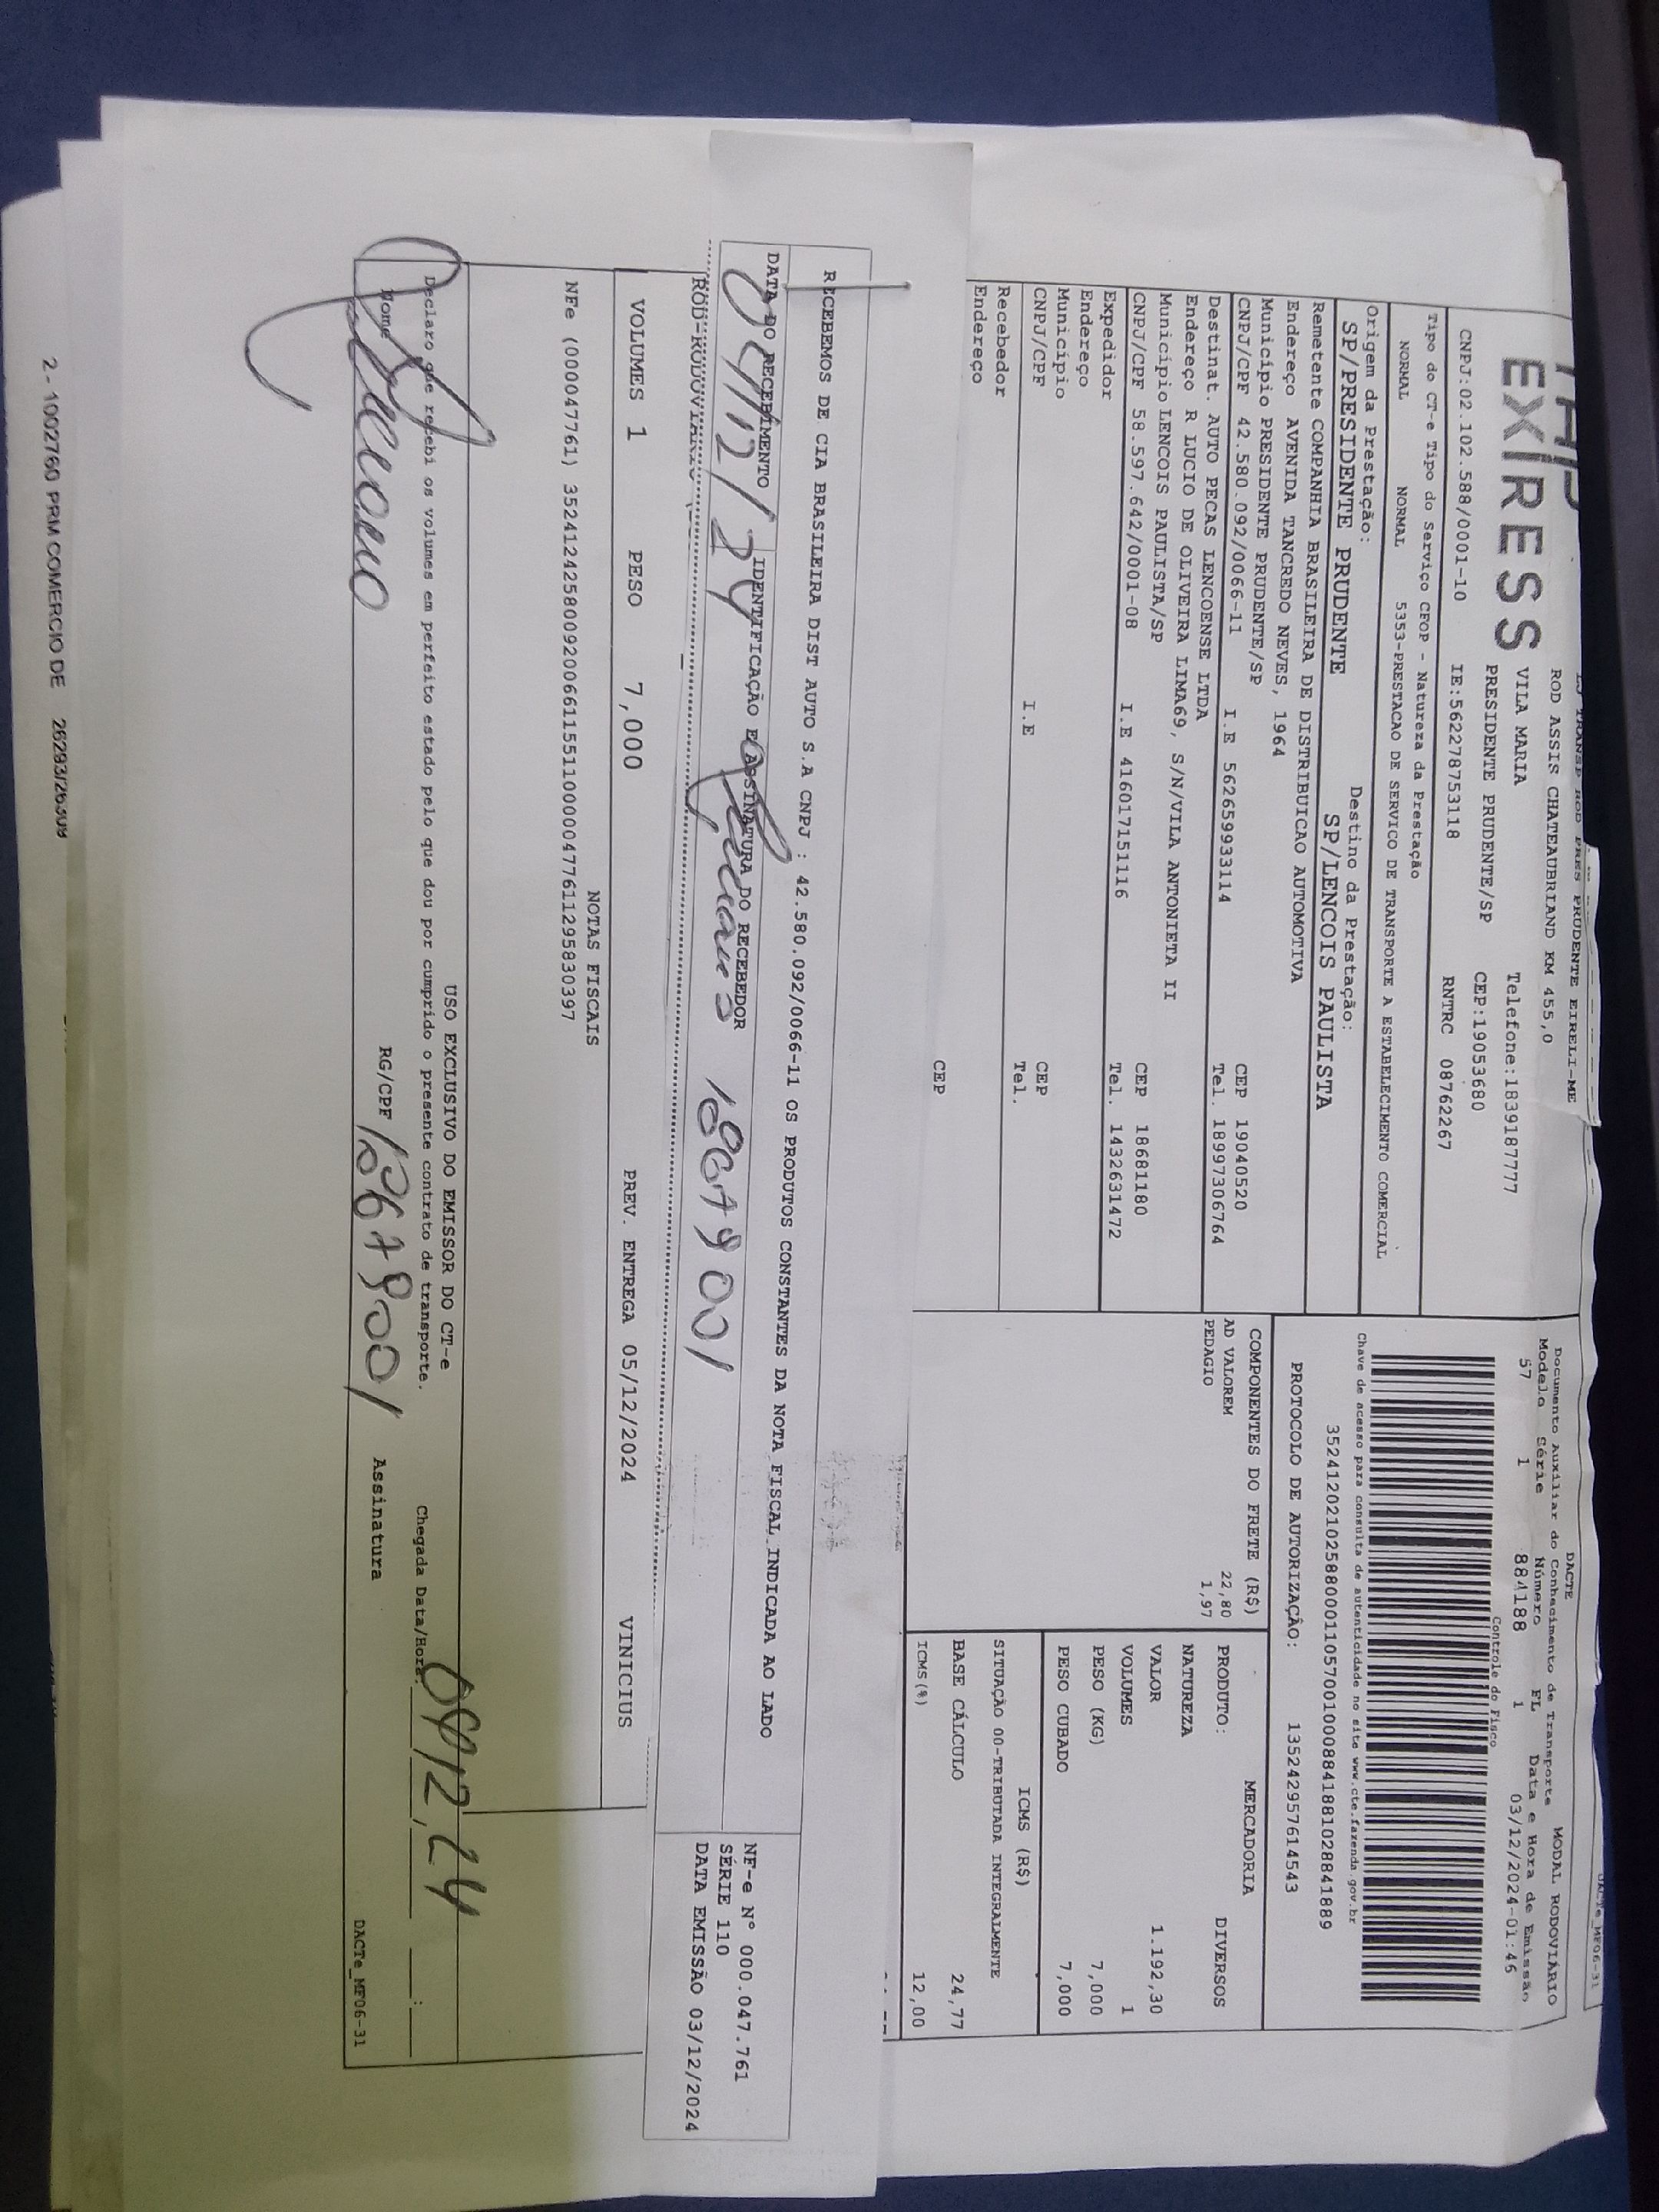 EXPRESS
TRANSP ROD PRES PRUDENTE EIRELI-ME
ROD ASSIS CHATEAUBRIAND KM 455,0
VILA MARIA Telefone:1839187777
PRESIDENTE PRUDENTE/SP CEP:19053680
CNPJ:02.102.588/0001-10 IE:562278753118 RNTRC 08762267
Tipo do CT-e Tipo do Serviço CFOP - Natureza da Prestação
NORMAL NORMAL 5353-PRESTACAO DE SERVICO DE TRANSPORTE A ESTABELECIMENTO COMERCIAL
Origem da Prestação: Destino da Prestação:
SP/PRESIDENTE PRUDENTE SP/LENCOIS PAULISTA
Remetente COMPANHIA BRASILEIRA DE DISTRIBUICAO AUTOMOTIVA
Endereço AVENIDA TANCREDO NEVES, 1964
Município PRESIDENTE PRUDENTE/SP CEP 19040520
CNPJ/CPF 42.580.092/0066-11 I.E 562659933114 Tel. 18997306764
Destinat. AUTO PECAS LENCOENSE LTDA
Endereço R LUCIO DE OLIVEIRA LIMA69, S/N/VILA ANTONIETA II
Município LENCOIS PAULISTA/SP CEP 18681180
CNPJ/CPF 58.597.642/0001-08 I.E 416017151116 Tel. 1432631472
Expedidor
Endereço
Município CEP
CNPJ/CPF I.E Tel.
Recebedor
Endereço
CEP
DACTe_MF06-31
DACTE MODAL RODOVIÁRIO
Documento Auxiliar do Conhecimento de Transporte
Modelo Série Número FL Data e Hora de Emissão
57 1 884188 1 03/12/2024-01:46
Controle do Fisco
Chave de acesso para consulta de autenticidade no site www.cte.fazenda.gov.br
35241202102588000110570010008841881028841889
PROTOCOLO DE AUTORIZAÇÃO: 135242957614543
COMPONENTES DO FRETE (R$)
AD VALOREM 22,80
PEDAGIO 1,97
MERCADORIA
PRODUTO: DIVERSOS
NATUREZA
VALOR 1.192,30
VOLUMES 1
PESO (KG) 7,000
PESO CUBADO 7,000
ICMS (R$)
SITUAÇÃO 00-TRIBUTADA INTEGRALMENTE
BASE CÁLCULO 24,77
ICMS(%) 12,00
RECEBEMOS DE CIA BRASILEIRA DIST AUTO S.A CNPJ : 42.580.092/0066-11 OS PRODUTOS CONSTANTES DA NOTA FISCAL INDICADA AO LADO
DATA DO RECEBIMENTO IDENTIFICAÇÃO E ASSINATURA DO RECEBEDOR
04/12/24 18679001
NF-e Nº 000.047.761
SÉRIE 110
DATA EMISSÃO 03/12/2024
VOLUMES 1 PESO 7,000 PREV. ENTREGA 05/12/2024 VINICIUS
NOTAS FISCAIS
NFe (000047761) 35241242580092006611551100000477611295830397
USO EXCLUSIVO DO EMISSOR DO CT-e
Declaro que recebi os volumes em perfeito estado pelo que dou por cumprido o presente contrato de transporte.
Chegada Data/Hora: 04/12/24
Nome RG/CPF 18679001 Assinatura
DACTe_MF06-31
2 - 1002760 PRM COMERCIO DE 26293/26309